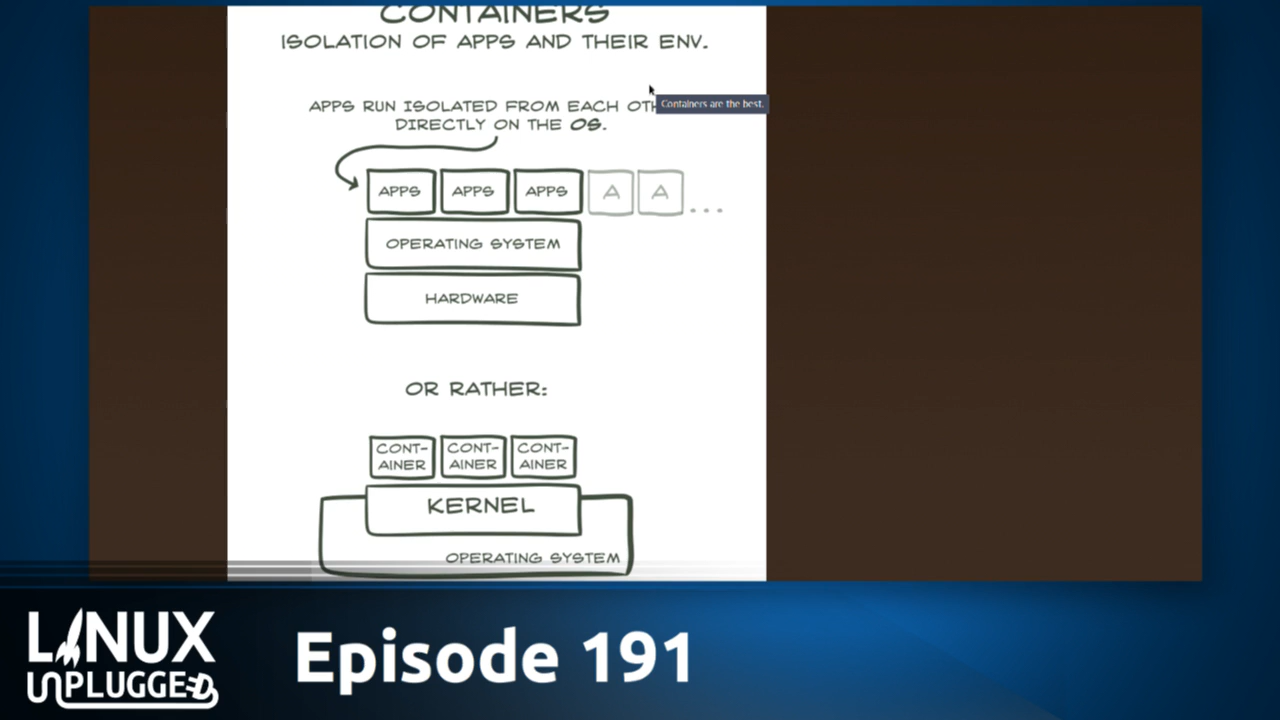 CONTAINERS
ISOLATION OF APPS AND THEIR ENV.
APPS RUN ISOLATED FROM EACH OTH
Containers are the best.
DIRECTLY ON THE OS.
APPS APPS APPS A A ...
OPERATING SYSTEM
HARDWARE
OR RATHER:
CONT- CONT- CONT-
AINER AINER AINER
KERNEL
OPERATING SYSTEM
LINUX
UNPLUGGED
Episode 191